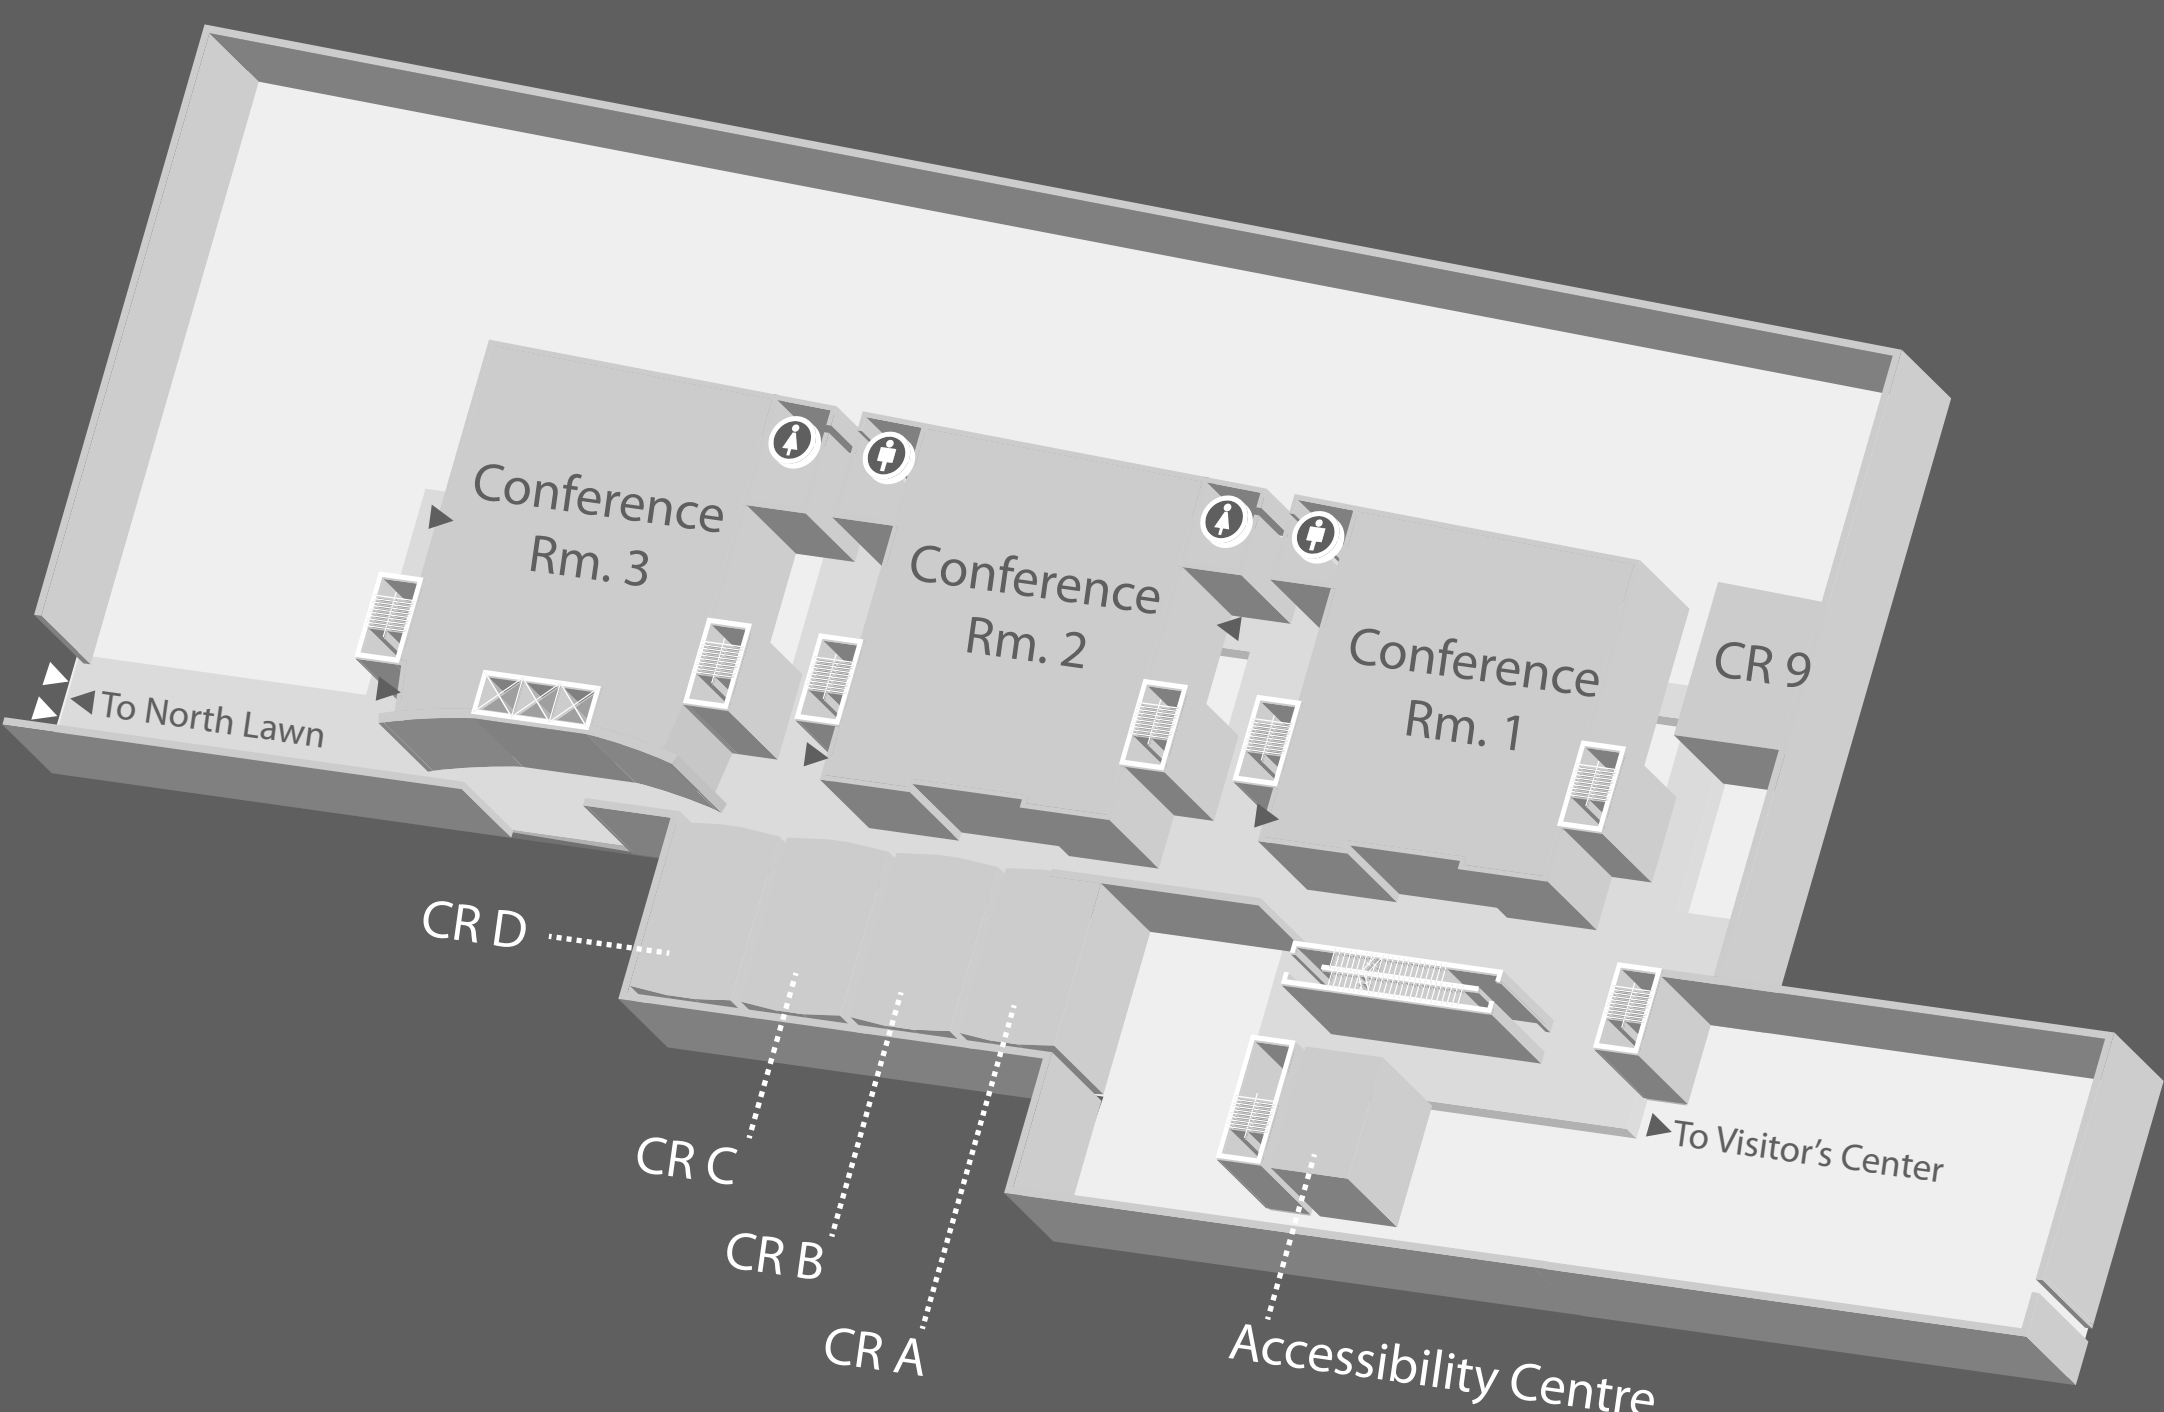 Conference
Rm. 3
Conference
Rm. 2
Conference
Rm. 1
CR 9
To North Lawn
CR D
CR C
CR B
CR A
To Visitor's Center
Accessibility Centre